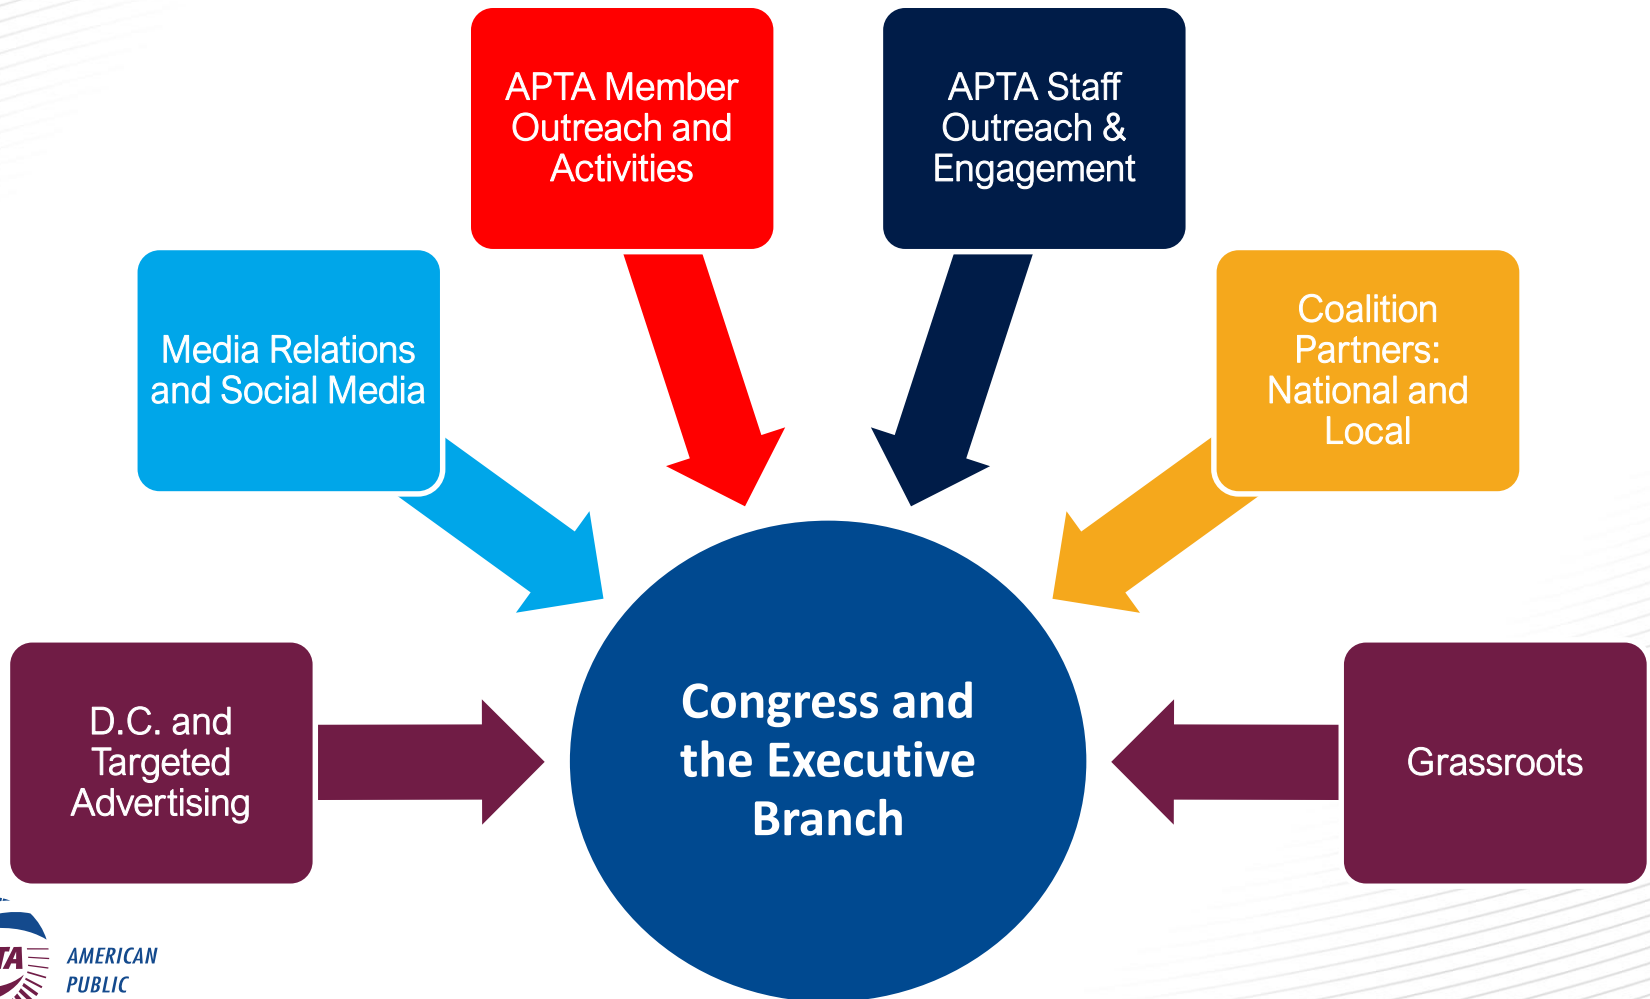 APTA Member
Outreach and
Activities
APTA Staff
Outreach &
Engagement
Media Relations
and Social Media
Coalition
Partners:
National and
Local
D.C. and
Targeted
Advertising
Congress and
the Executive
Branch
Grassroots
TA
AMERICAN
PUBLIC